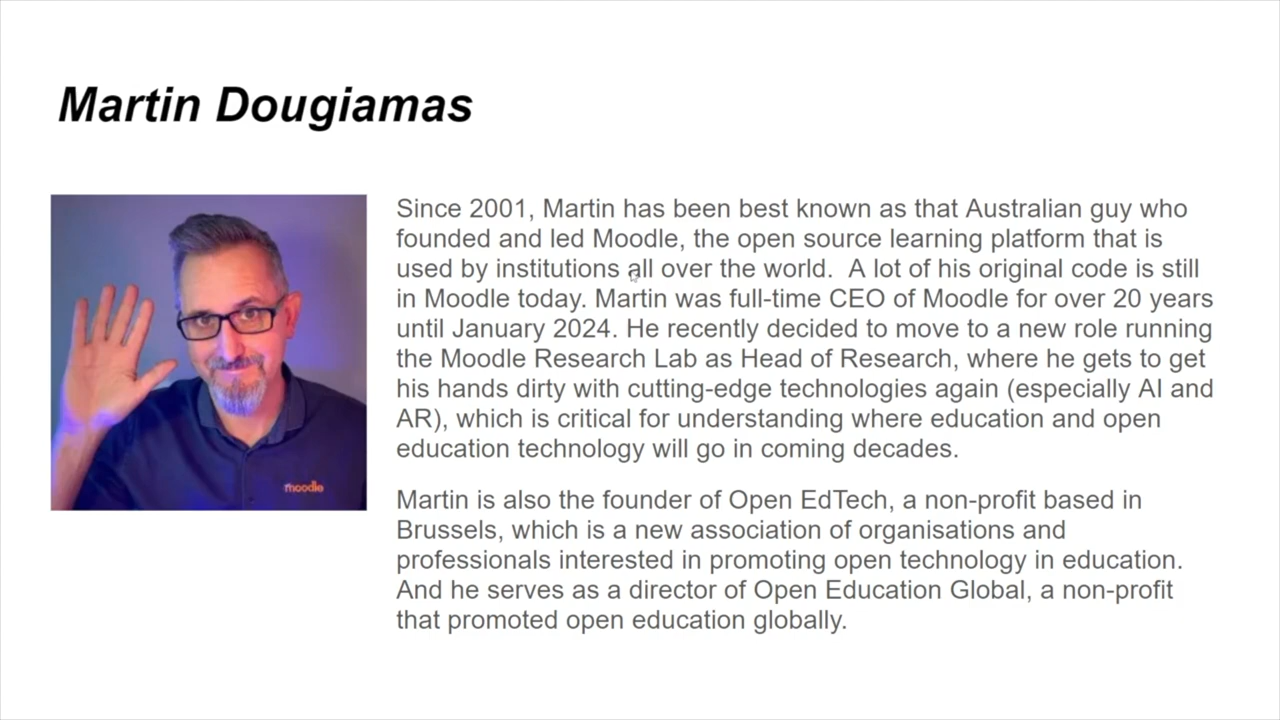 Martin Dougiamas
Since 2001, Martin has been best known as that Australian guy who
founded and led Moodle, the open source learning platform that is
used by institutions all over the world.  A lot of his original code is still
in Moodle today. Martin was full-time CEO of Moodle for over 20 years
until January 2024. He recently decided to move to a new role running
the Moodle Research Lab as Head of Research, where he gets to get
his hands dirty with cutting-edge technologies again (especially AI and
AR), which is critical for understanding where education and open
education technology will go in coming decades.
moodle
Martin is also the founder of Open EdTech, a non-profit based in
Brussels, which is a new association of organisations and
professionals interested in promoting open technology in education.
And he serves as a director of Open Education Global, a non-profit
that promoted open education globally.